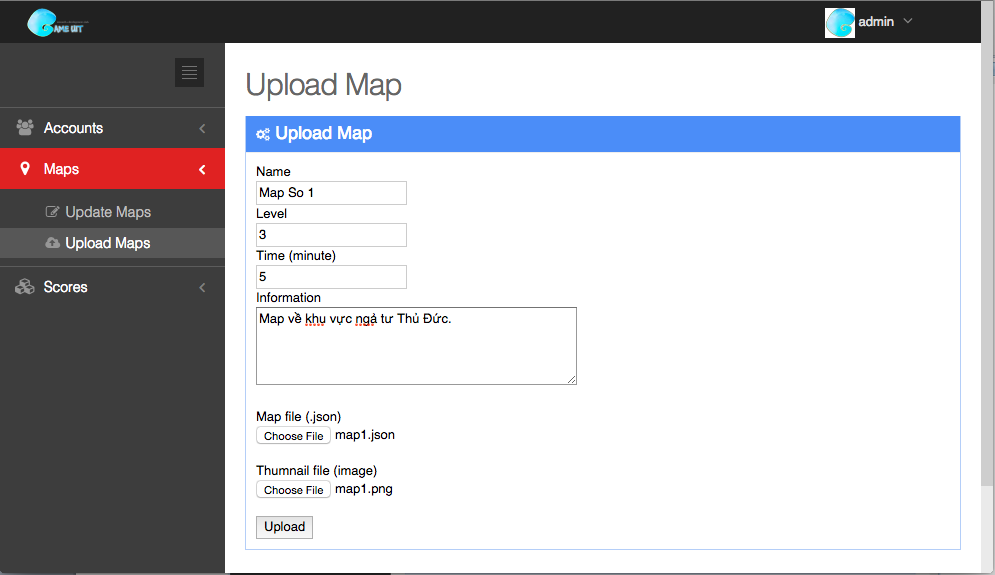 GAME UIT
admin
Accounts
Maps
Update Maps
Upload Maps
Scores
Upload Map
Upload Map
Name
Map So 1
Level
3
Time (minute)
5
Information
Map về khu vực ngả tư Thủ Đức.
Map file (.json)
Choose File map1.json
Thumnail file (image)
Choose File map1.png
Upload